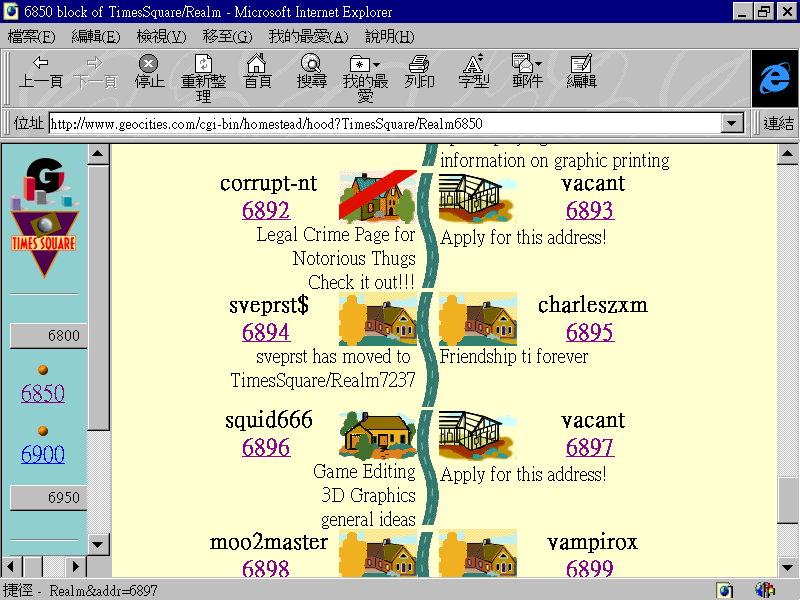 6850 block of TimesSquare/Realm - Microsoft Internet Explorer
檔案(F) 編輯(E) 檢視(V) 移至(G) 我的最愛(A) 說明(H)
上一頁 下一頁 停止 重新整理 首頁 搜尋 我的最愛 列印 字型 郵件 編輯
位址 http://www.geocities.com/cgi-bin/homestead/hood?TimesSquare/Realm6850 連結
G
TIMES SQUARE
6800
6850
6900
6950
information on graphic printing
corrupt-nt
6892
Legal Crime Page for
Notorious Thugs
Check it out!!!
vacant
6893
Apply for this address!
sveprst$
6894
sveprst has moved to
TimesSquare/Realm7237
charleszxm
6895
Friendship ti forever
squid666
6896
Game Editing
3D Graphics
general ideas
vacant
6897
Apply for this address!
moo2master
6898
vampirox
6899
捷徑 - Realm&addr=6897